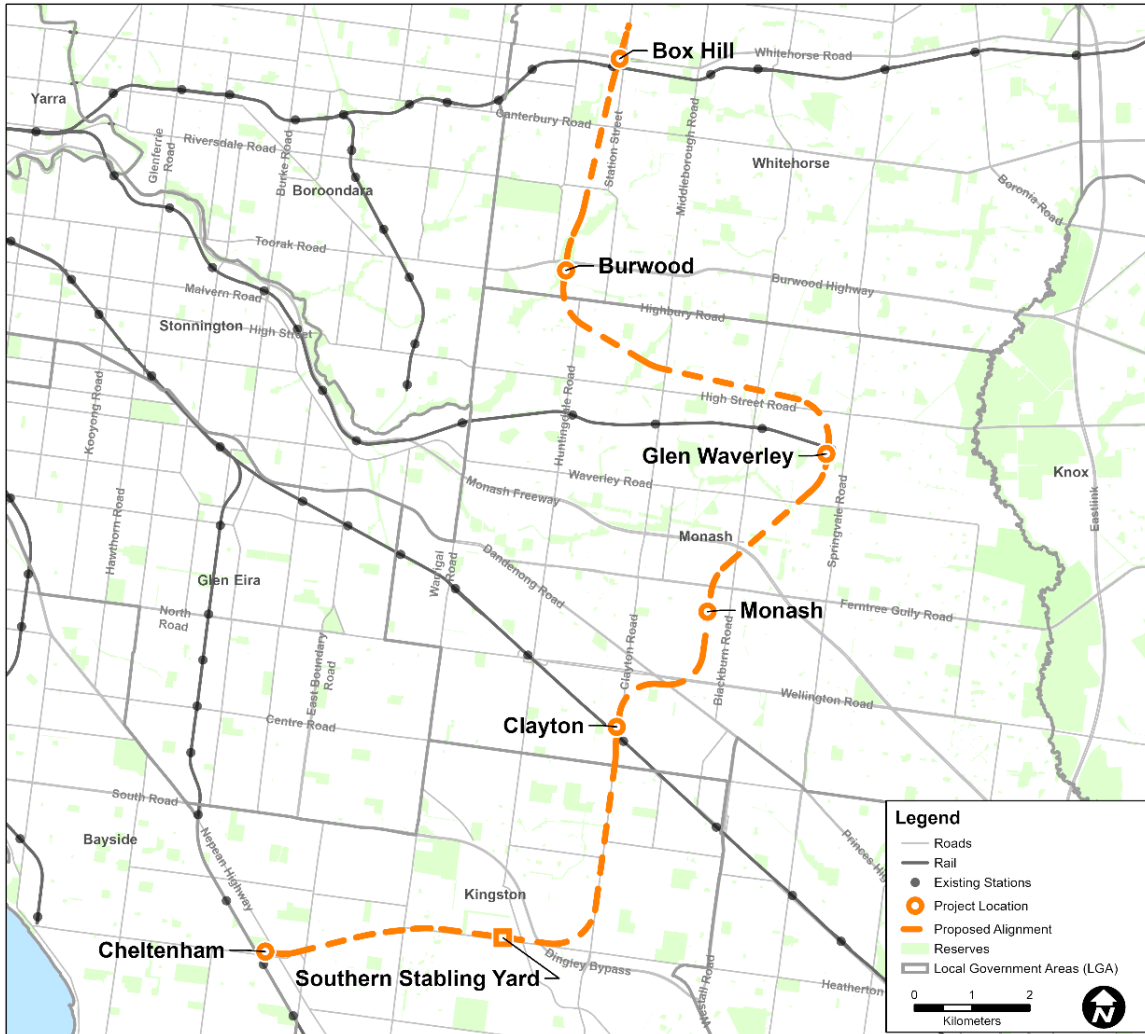 Box Hill
Whitehorse Road
Yarra
Canterbury Road
Glenferrie
Road
Riversdale Road
Burke Road
Station Street
Middleborough Road
Whitehorse
Boroondara
Boronia Road
Toorak Road
Burwood
Burwood Highway
Malvern Road
Highbury Road
Stonnington
High Street
Kooyong Road
Huntingdale Road
High Street Road
Glen Waverley
Waverley Road
Knox
Eastlink
Monash Freeway
Springvale Road
Hawthorn Road
Monash
Dandenong Road
Warrigal
Road
Glen Eira
North
Road
Monash
Ferntree Gully Road
East Boundary
Road
Clayton Road
Blackburn Road
Wellington Road
Centre Road
Clayton
South Road
Bayside
Nepean Highway
Kingston
Princes Hig
Cheltenham
Southern Stabling Yard
Dingley Bypass
Westall Road
Heatherton
Legend
Roads
Rail
Existing Stations
Project Location
Proposed Alignment
Reserves
Local Government Areas (LGA)
0 1 2
Kilometers
N